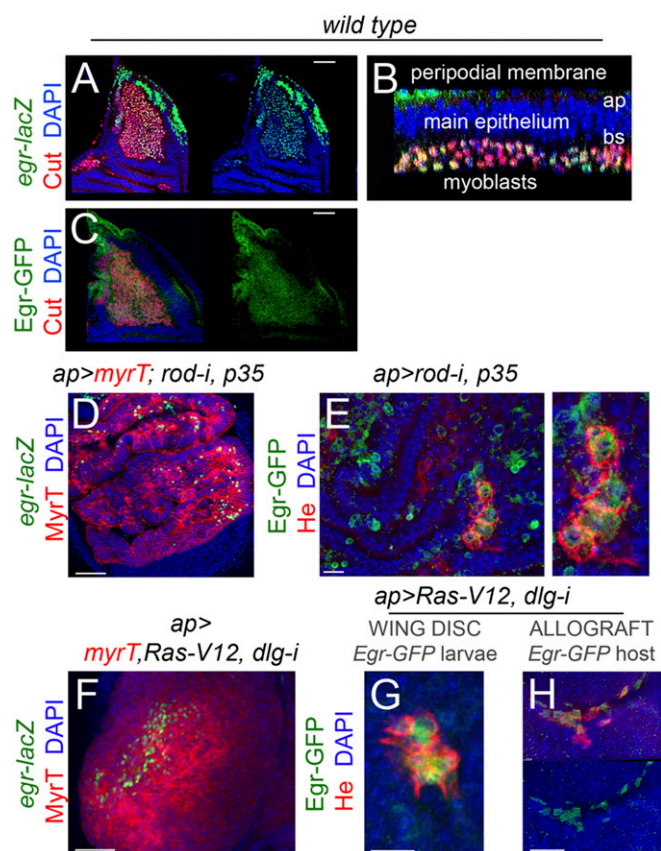 wild type
A
egr-lacZ
Cut DAPI
B
peripodial membrane
ap
main epithelium
bs
myoblasts
C
Egr-GFP
Cut DAPI
ap>myrT; rod-i, p35
D
egr-lacZ
MyrT DAPI
ap>rod-i, p35
E
Egr-GFP
He DAPI
ap>
myrT,Ras-V12, dlg-i
F
egr-lacZ
MyrT DAPI
ap>Ras-V12, dlg-i
WING DISC
Egr-GFP larvae
G
Egr-GFP
He DAPI
ALLOGRAFT
Egr-GFP host
H